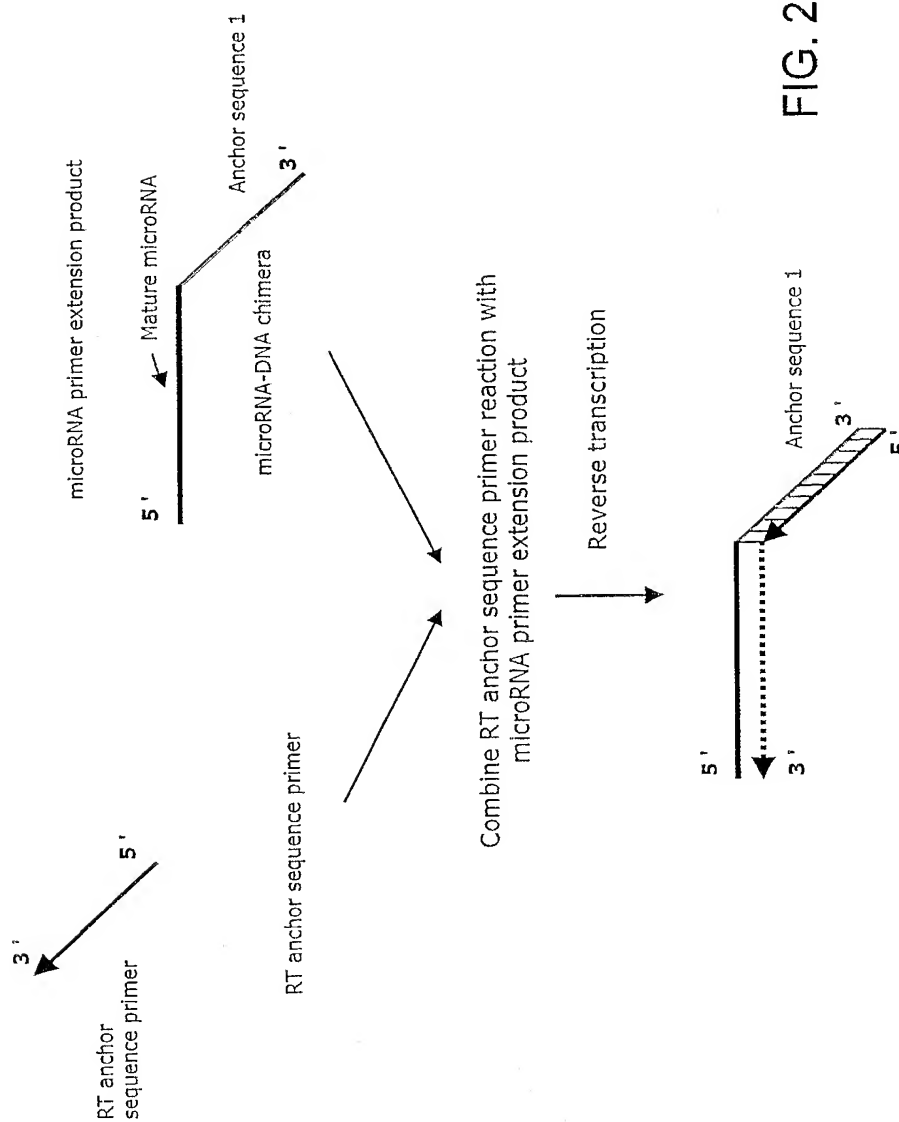 RT anchor
sequence primer
3'
5'
RT anchor sequence primer
microRNA primer extension product
Mature microRNA
5'
Anchor sequence 1
3'
microRNA-DNA chimera
Combine RT anchor sequence primer reaction with
microRNA primer extension product
Reverse transcription
5'
3'
Anchor sequence 1
3'
5'
FIG. 2